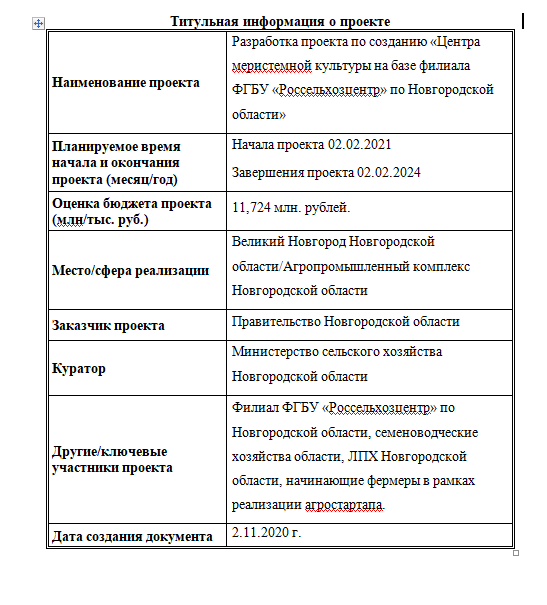 Титульная информация о проекте
Наименование проекта
Разработка проекта по созданию «Центра
меристемной культуры на базе филиала
ФГБУ «Россельхозцентр» по Новгородской
области»
Планируемое время
начала и окончания
проекта (месяц/год)
Начала проекта 02.02.2021
Завершения проекта 02.02.2024
Оценка бюджета проекта
(млн/тыс. руб.)
11,724 млн. рублей.
Место/сфера реализации
Великий Новгород Новгородской
области/Агропромышленный комплекс
Новгородской области
Заказчик проекта
Правительство Новгородской области
Куратор
Министерство сельского хозяйства
Новгородской области
Другие/ключевые
участники проекта
Филиал ФГБУ «Россельхозцентр» по
Новгородской области, семеноводческие
хозяйства области, ЛПХ Новгородской
области, начинающие фермеры в рамках
реализации агростартапа.
Дата создания документа
2.11.2020 г.